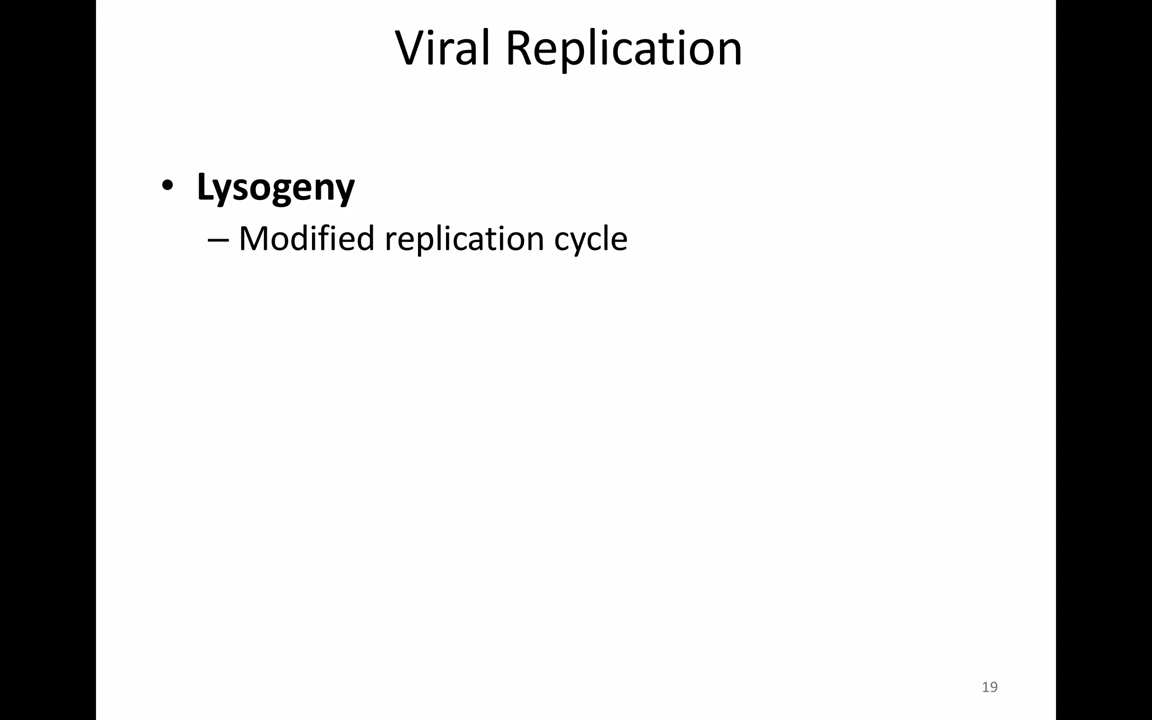 Viral Replication
• Lysogeny
– Modified replication cycle
19